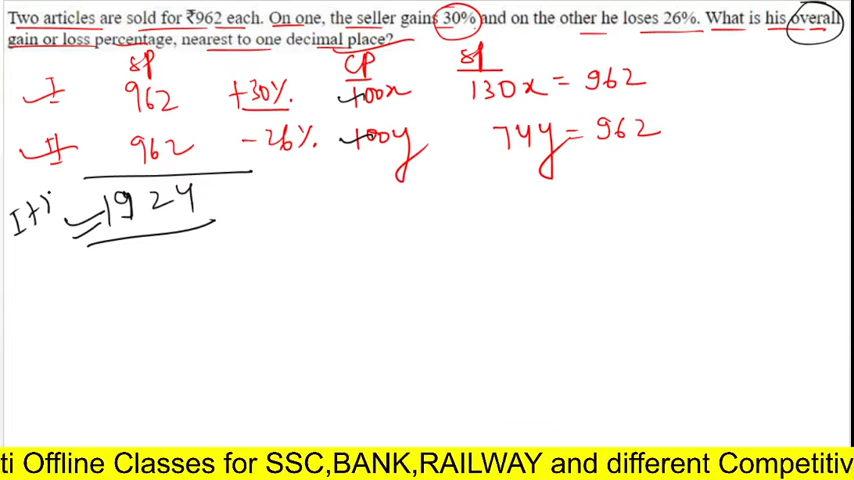 Two articles are sold for ₹962 each. On one, the seller gains 30% and on the other he loses 26%. What is his overall
gain or loss percentage, nearest to one decimal place?
SP CP SP
I 962 +30% 100x 130x = 962
II 962 -26% 100y 74y = 962
1924
ti Offline Classes for SSC,BANK,RAILWAY and different Competitiv